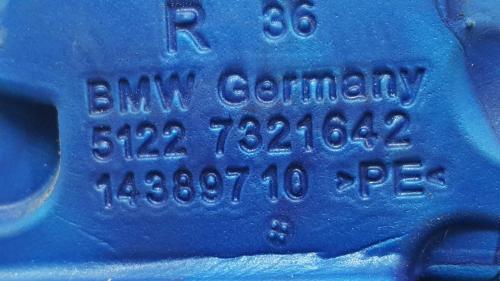 R 36
BMW Germany
5122 7321642
14389710 >PE<